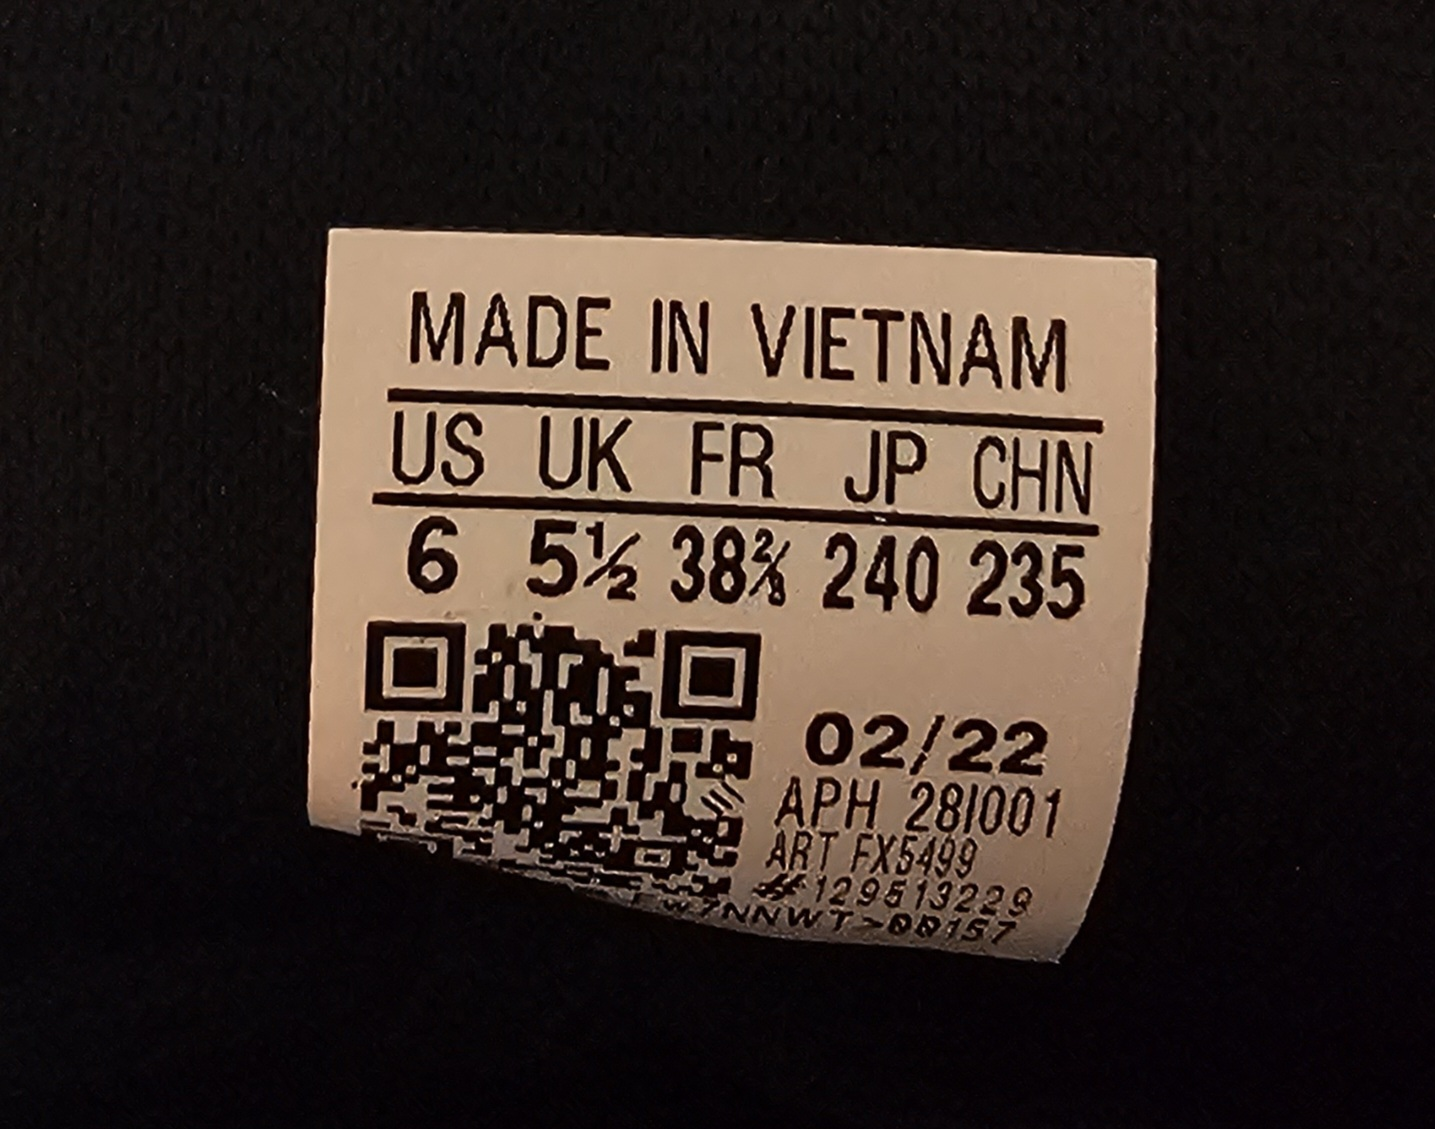 MADE IN VIETNAM
US UK FR JP CHN
6 5½ 38⅔ 240 235
02/22
APH 28I001
ART FX5499
#129513229